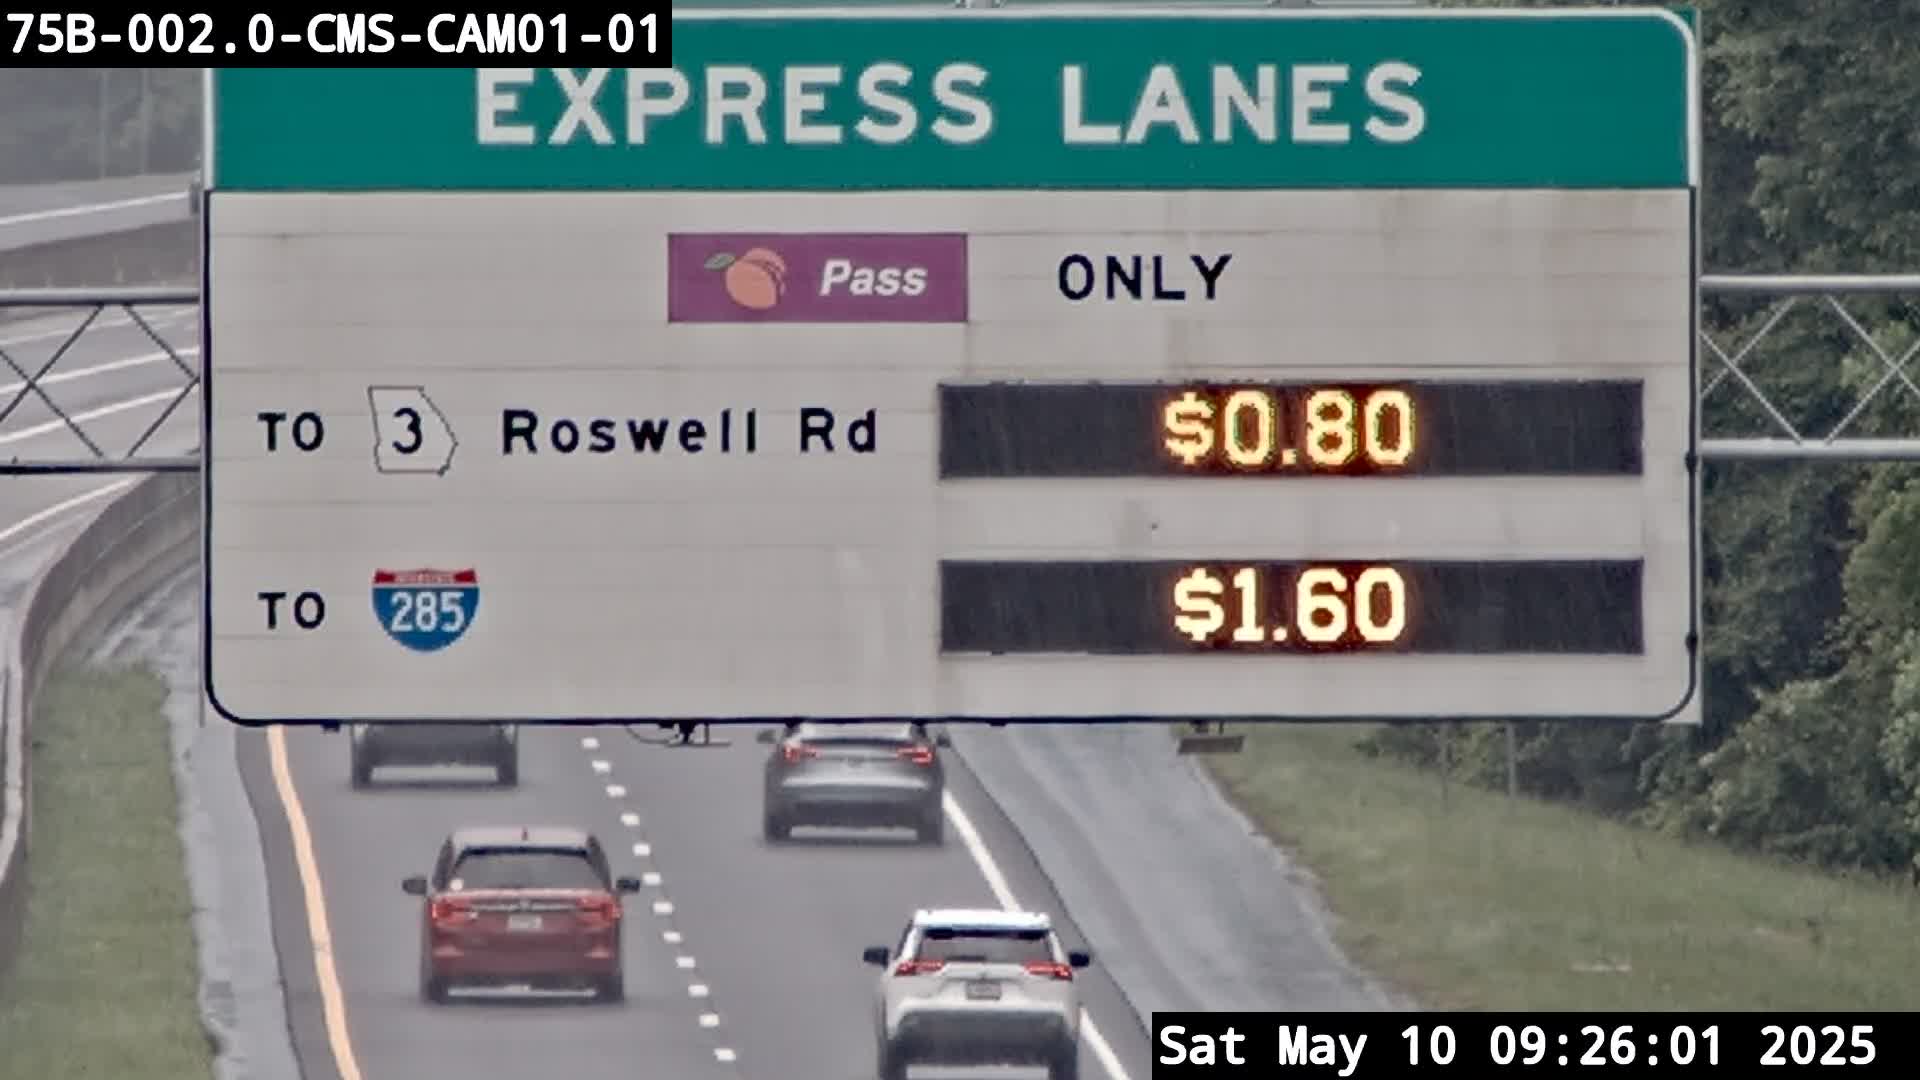 75B-002.0-CMS-CAM01-01
EXPRESS LANES
Pass ONLY
TO 3 Roswell Rd $0.80
TO 285 $1.60
Sat May 10 09:26:01 2025